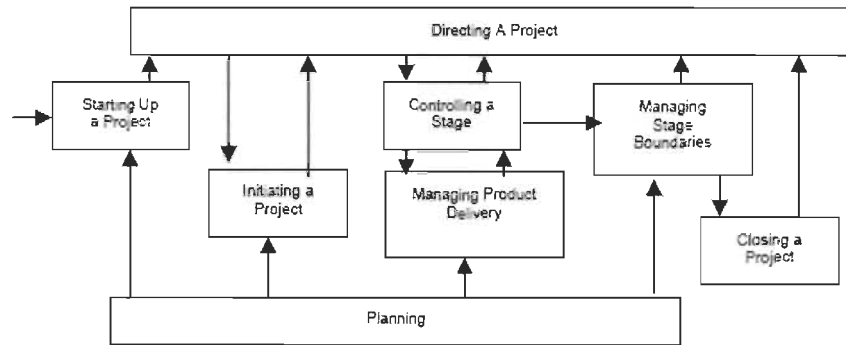 Directing A Project
Starting Up
a Project
Controlling a
Stage
Managing
Stage
Boundaries
Initiating a
Project
Managing Product
Delivery
Closing a
Project
Planning